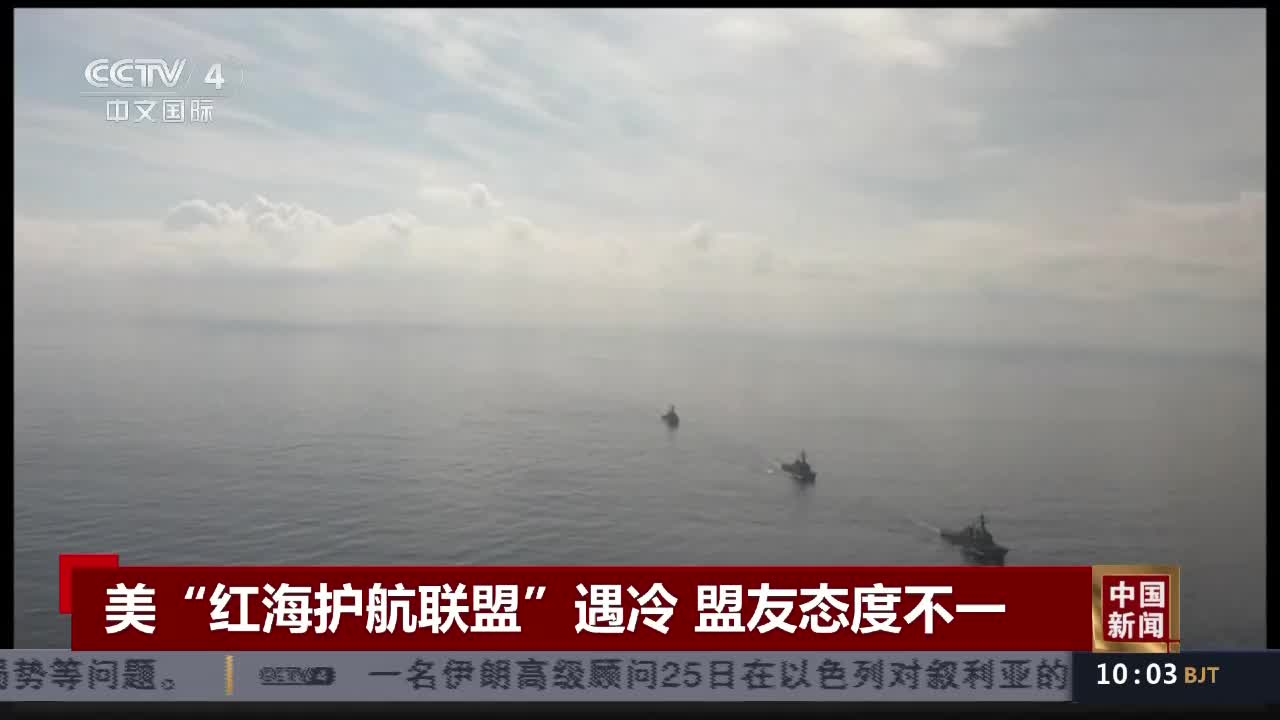 CCTV 4
中文国际
美“红海护航联盟”遇冷 盟友态度不一
中国
新闻
势等问题。 CCTV4 一名伊朗高级顾问25日在以色列对叙利亚的
10:03 BJT